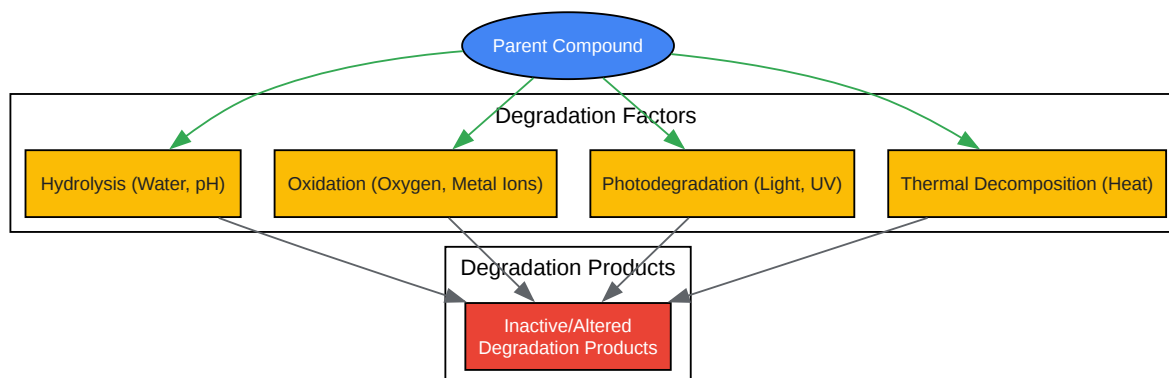 Parent Compound
Degradation Factors
Hydrolysis (Water, pH)
Oxidation (Oxygen, Metal Ions)
Photodegradation (Light, UV)
Thermal Decomposition (Heat)
Degradation Products
Inactive/Altered
Degradation Products